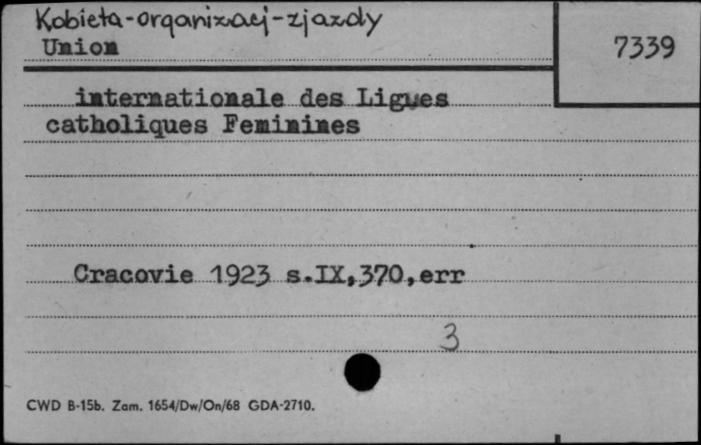 Kobieta-organizacj-zjazdy
Union
7339
internationale des Ligues
catholiques Feminines
Cracovie 1923 s.IX,370,err
3
CWD B-15b. Zam. 1654/Dw/On/68 GDA-2710.